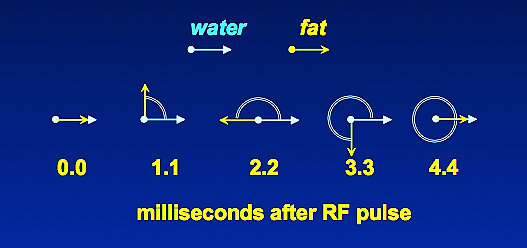 water fat
0.0 1.1 2.2 3.3 4.4
milliseconds after RF pulse